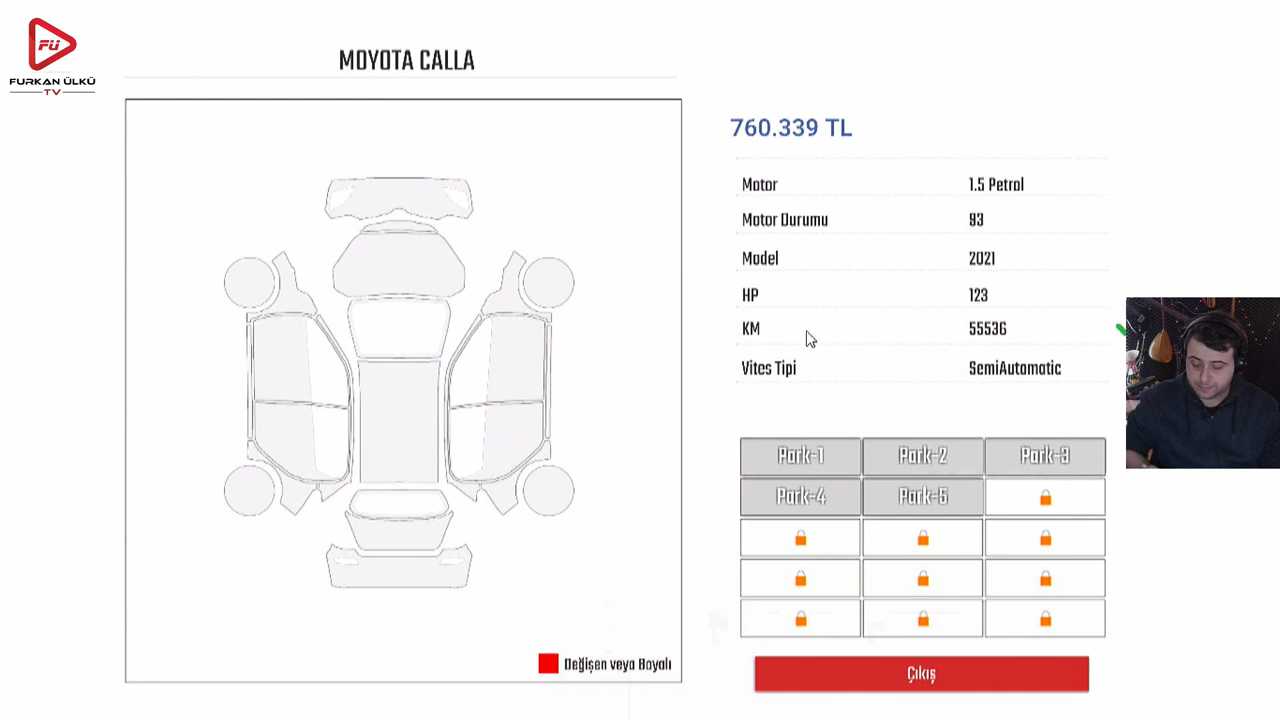 FU
FURKAN ÜLKÜ
TV
MOYOTA CALLA
760.339 TL
Motor 1.5 Petrol
Motor Durumu 93
Model 2021
HP 123
KM 55536
Vites Tipi SemiAutomatic
Park-1 Park-2 Park-3
Park-4 Park-5
Değişen veya Boyalı
Çıkış